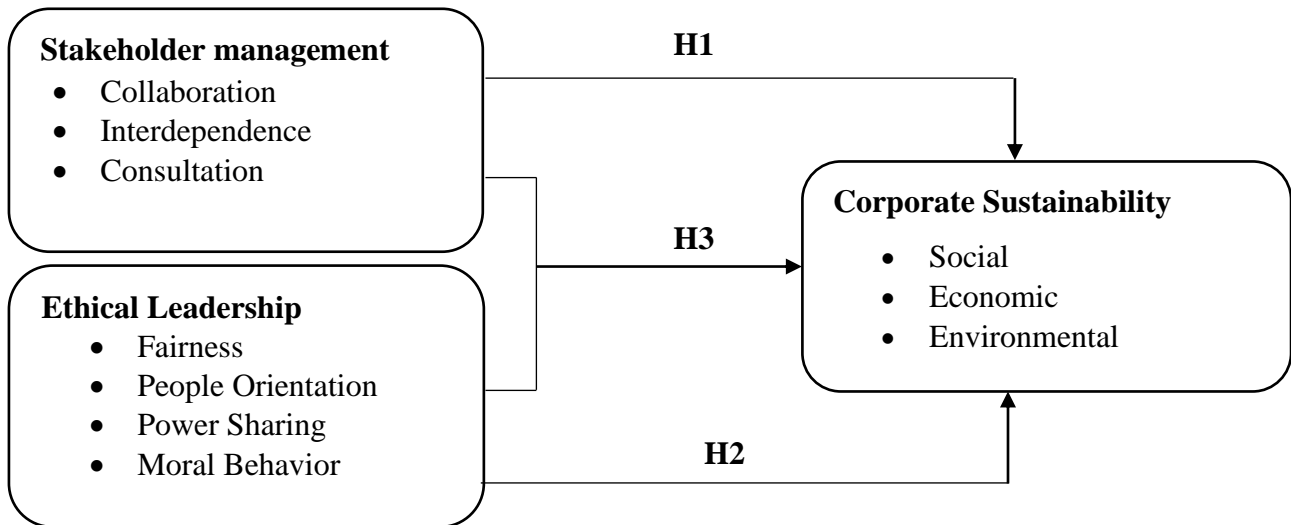 Stakeholder management
• Collaboration
• Interdependence
• Consultation
H1
Ethical Leadership
• Fairness
• People Orientation
• Power Sharing
• Moral Behavior
H3
H2
Corporate Sustainability
• Social
• Economic
• Environmental